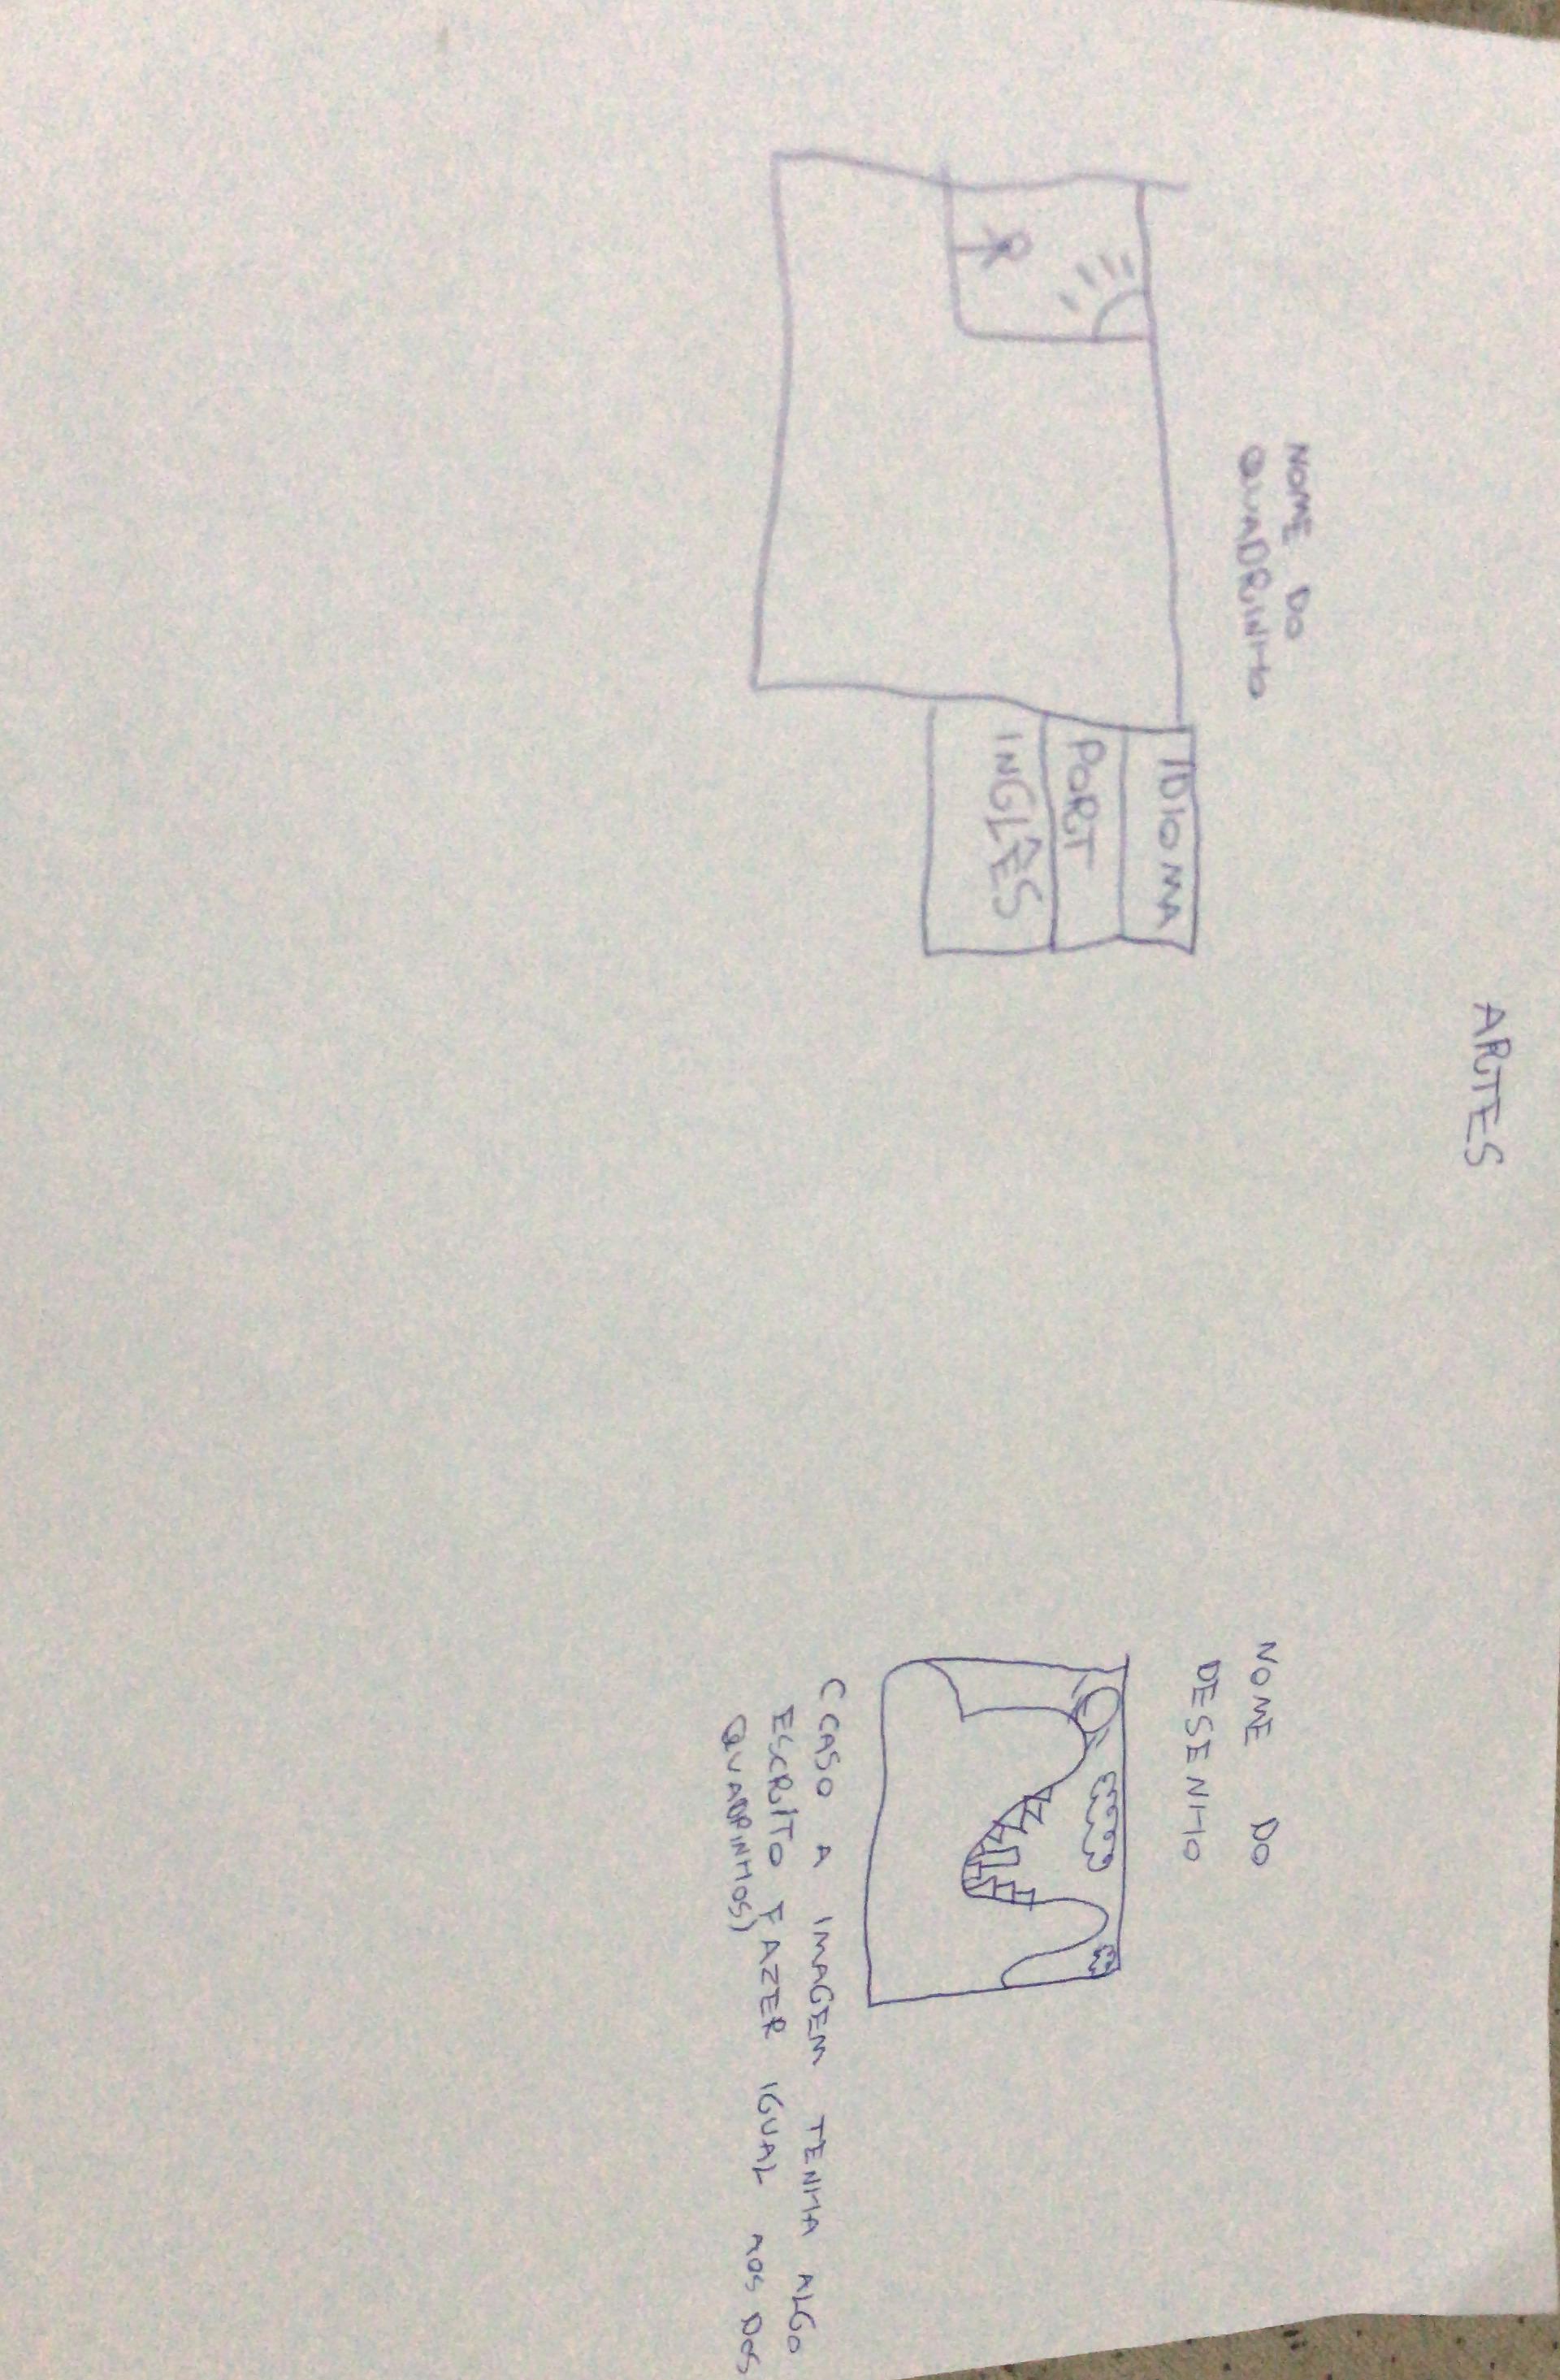 ARTES
NOME DO
QUADRINHO
IDIOMA
PORT
INGLÊS
NOME DO
DESENHO
(CASO A IMAGEM TENHA ALGO
ESCRITO FAZER IGUAL AOS DOS
QUADRINHOS)